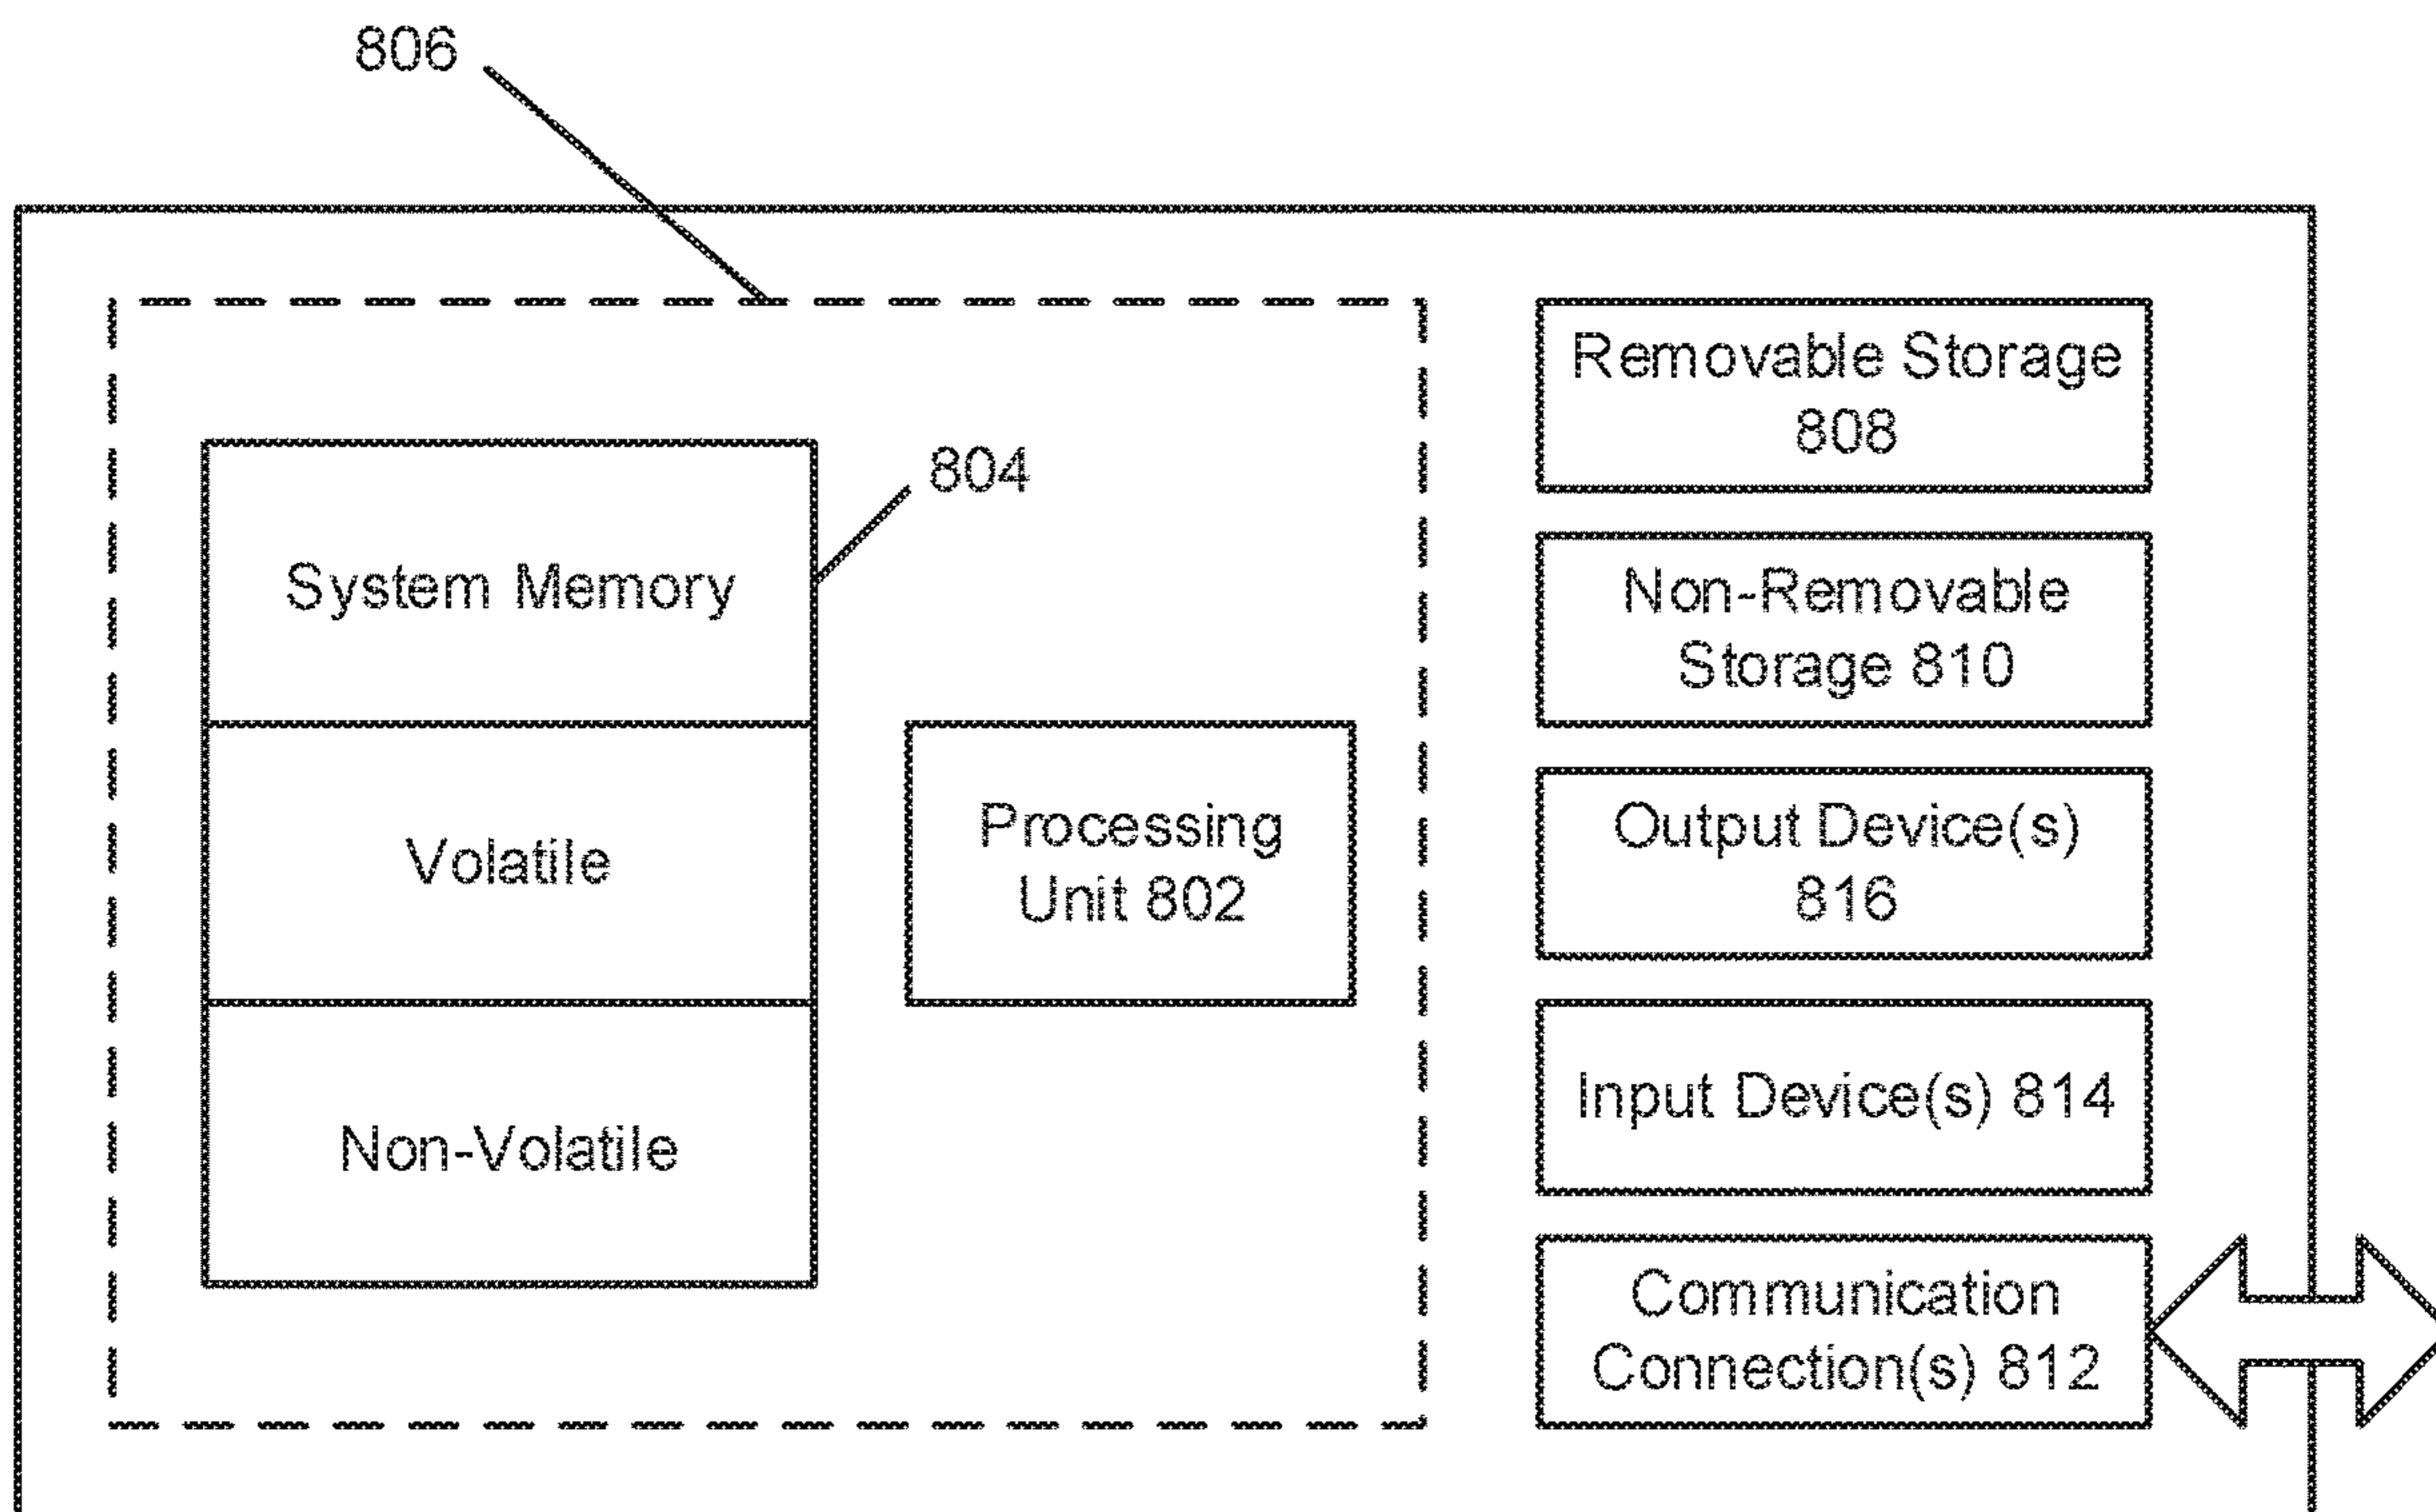 806
804
System Memory
Volatile
Non-Volatile
Processing
Unit 802
Removable Storage
808
Non-Removable
Storage 810
Output Device(s)
816
Input Device(s) 814
Communication
Connection(s) 812